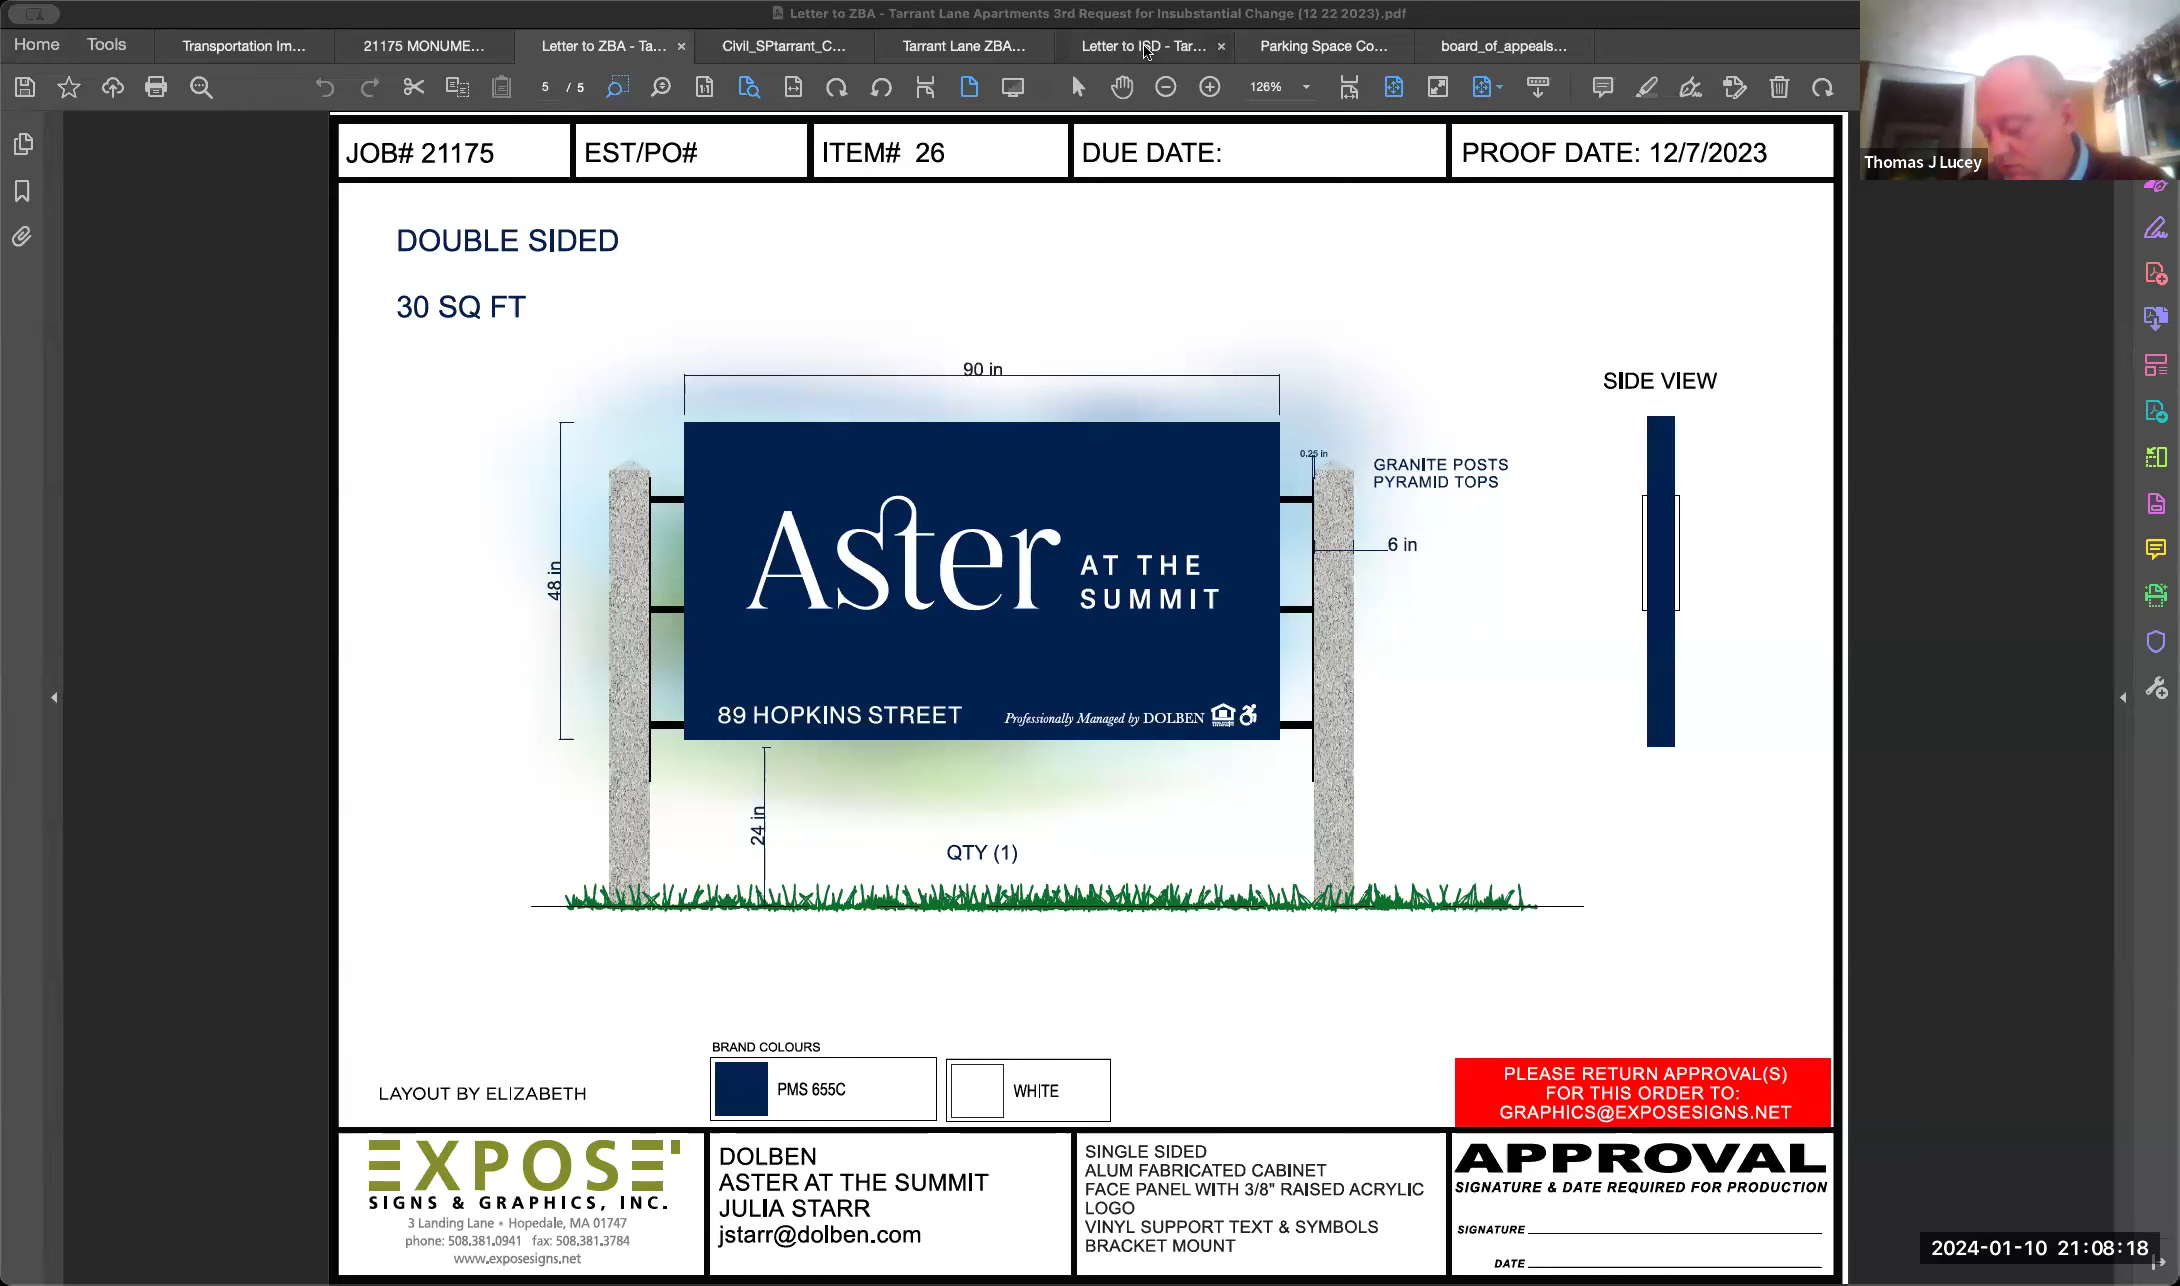 Letter to ZBA - Tarrant Lane Apartments 3rd Request for Insubstantial Change (12 22 2023).pdf
Home Tools Transportation Im... 21175 MONUME... Letter to ZBA - Ta... × Civil_SPtarrant_C... Tarrant Lane ZBA... Letter to ISD - Tar... × Parking Space Co... board_of_appeals...
5 / 5 126%
Thomas J Lucey
JOB# 21175 EST/PO# ITEM# 26 DUE DATE: PROOF DATE: 12/7/2023
DOUBLE SIDED
30 SQ FT
90 in
SIDE VIEW
48 in
0.25 in
GRANITE POSTS
PYRAMID TOPS
6 in
Aster AT THE
SUMMIT
89 HOPKINS STREET Professionally Managed by DOLBEN
24 in
QTY (1)
BRAND COLOURS
LAYOUT BY ELIZABETH
PMS 655C
WHITE
PLEASE RETURN APPROVAL(S)
FOR THIS ORDER TO:
GRAPHICS@EXPOSESIGNS.NET
EXPOSE'
SIGNS & GRAPHICS, INC.
3 Landing Lane • Hopedale, MA 01747
phone: 508.381.0941 fax: 508.381.3784
www.exposesigns.net
DOLBEN
ASTER AT THE SUMMIT
JULIA STARR
jstarr@dolben.com
SINGLE SIDED
ALUM FABRICATED CABINET
FACE PANEL WITH 3/8" RAISED ACRYLIC
LOGO
VINYL SUPPORT TEXT & SYMBOLS
BRACKET MOUNT
APPROVAL
SIGNATURE & DATE REQUIRED FOR PRODUCTION
SIGNATURE
DATE
2024-01-10 21:08:18